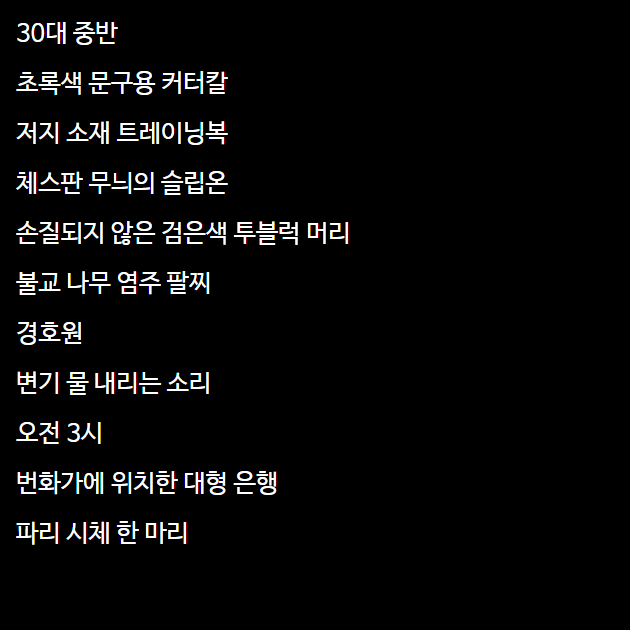 30대 중반
초록색 문구용 커터칼
저지 소재 트레이닝복
체스판 무늬의 슬립온
손질되지 않은 검은색 투블럭 머리
불교 나무 염주 팔찌
경호원
변기 물 내리는 소리
오전 3시
번화가에 위치한 대형 은행
파리 시체 한 마리